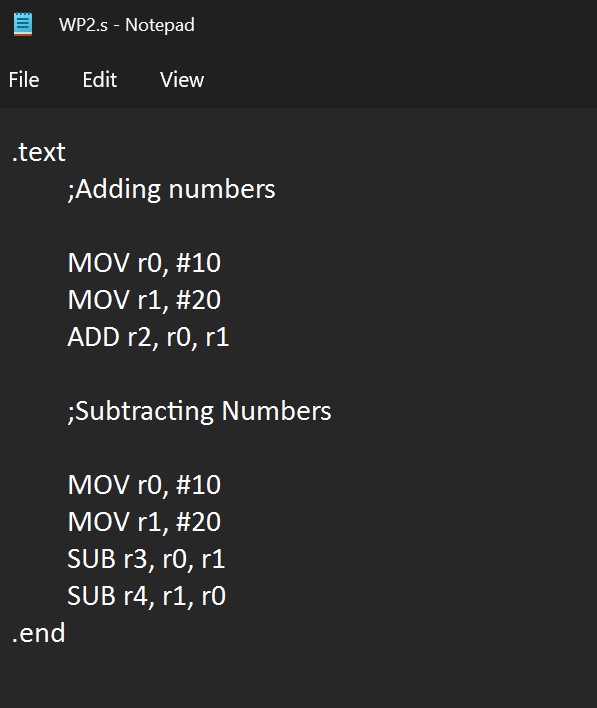 WP2.s - Notepad
File Edit View
.text
;Adding numbers
MOV r0, #10
MOV r1, #20
ADD r2, r0, r1
;Subtracting Numbers
MOV r0, #10
MOV r1, #20
SUB r3, r0, r1
SUB r4, r1, r0
.end